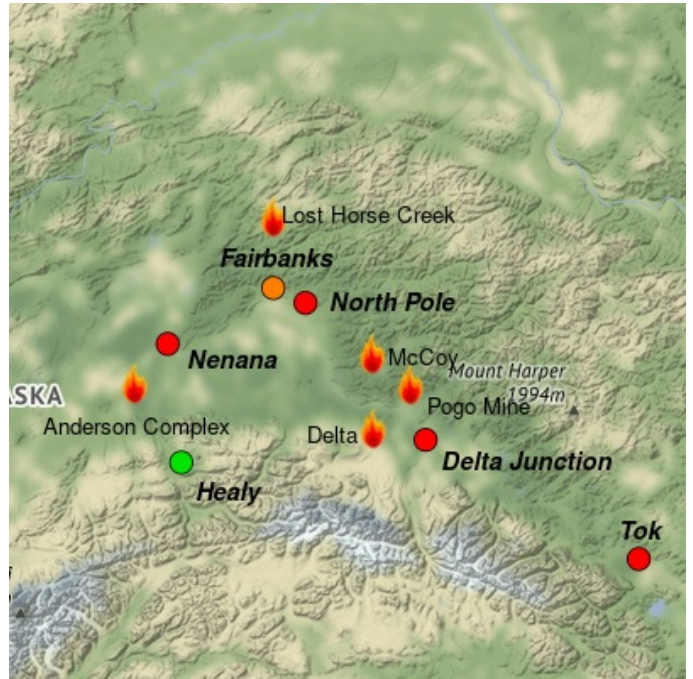 Lost Horse Creek
Fairbanks
North Pole
Nenana
McCoy
Mount Harper
1994m
ASKA
Pogo Mine
Anderson Complex
Delta
Delta Junction
Healy
Tok